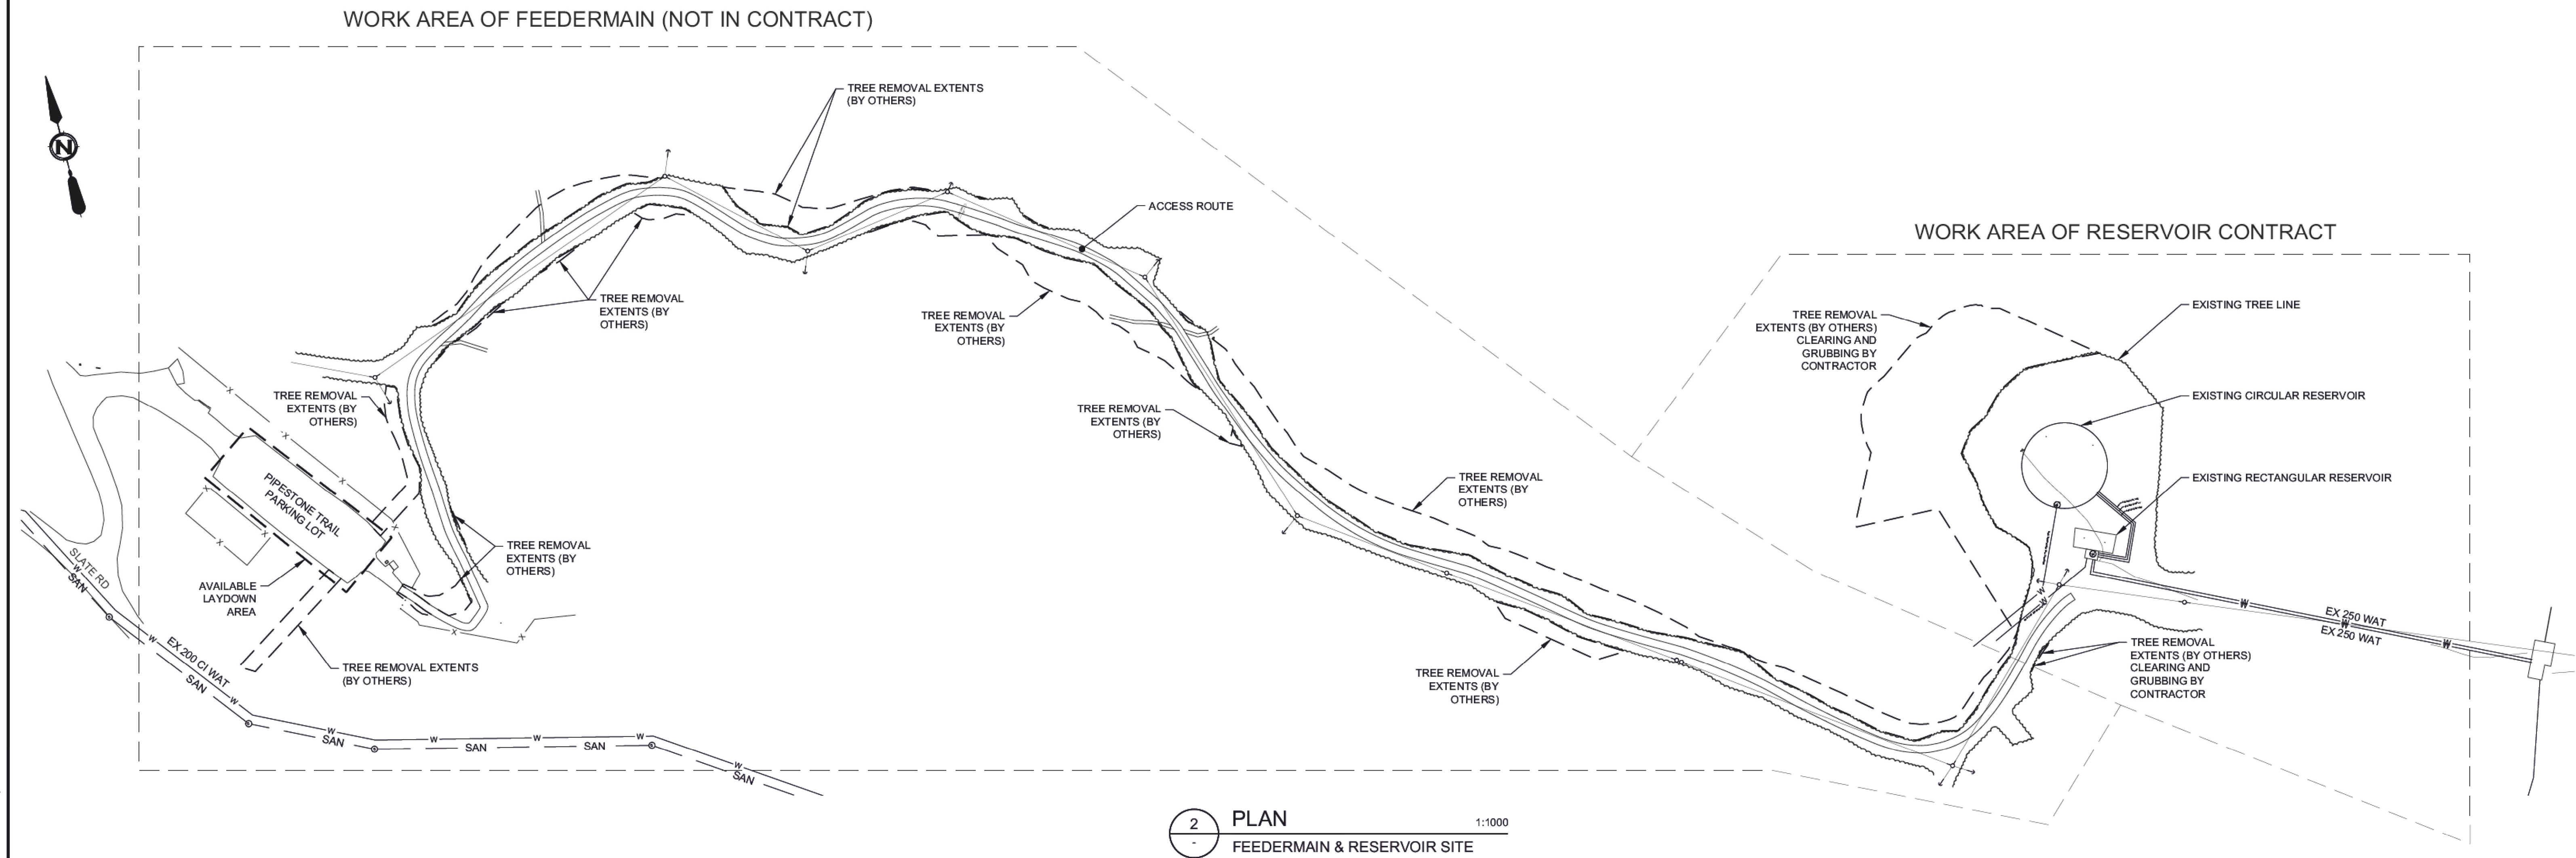 WORK AREA OF FEEDERMAIN (NOT IN CONTRACT)
N
TREE REMOVAL EXTENTS
(BY OTHERS)
ACCESS ROUTE
WORK AREA OF RESERVOIR CONTRACT
TREE REMOVAL
EXTENTS (BY
OTHERS)
TREE REMOVAL
EXTENTS (BY
OTHERS)
TREE REMOVAL
EXTENTS (BY OTHERS)
CLEARING AND
GRUBBING BY
CONTRACTOR
EXISTING TREE LINE
EXISTING CIRCULAR RESERVOIR
EXISTING RECTANGULAR RESERVOIR
TREE REMOVAL
EXTENTS (BY
OTHERS)
TREE REMOVAL
EXTENTS (BY
OTHERS)
TREE REMOVAL
EXTENTS (BY
OTHERS)
PIPESTONE TRAIL
PARKING LOT
TREE REMOVAL
EXTENTS (BY
OTHERS)
AVAILABLE
LAYDOWN
AREA
SLATE RD
SAN
W
W
EX 200 CI WAT
SAN
W
TREE REMOVAL EXTENTS
(BY OTHERS)
W
SAN
W
SAN
W
SAN
W
W
SAN
TREE REMOVAL
EXTENTS (BY
OTHERS)
W
W
W
EX 250 WAT
W
EX 250 WAT
W
TREE REMOVAL
EXTENTS (BY OTHERS)
CLEARING AND
GRUBBING BY
CONTRACTOR
2
-
PLAN
1:1000
FEEDERMAIN & RESERVOIR SITE